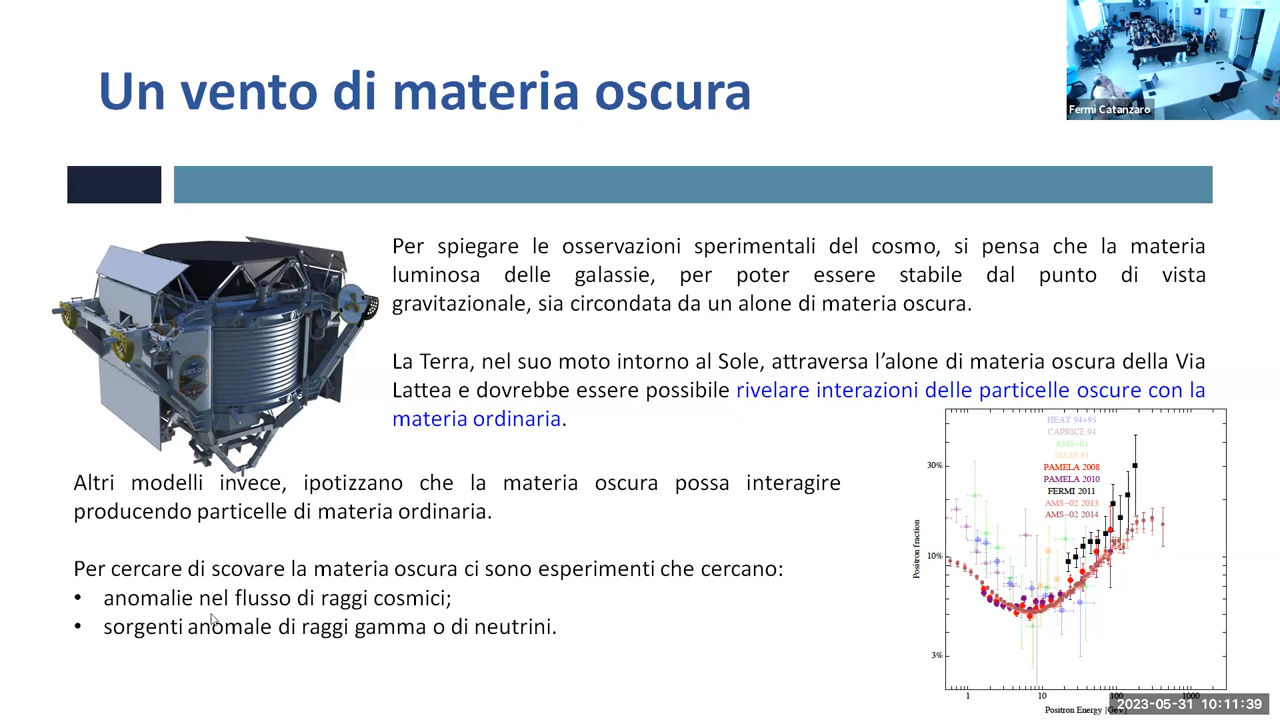 Un vento di materia oscura
Fermi Catanzaro
Per spiegare le osservazioni sperimentali del cosmo, si pensa che la materia
luminosa delle galassie, per poter essere stabile dal punto di vista
gravitazionale, sia circondata da un alone di materia oscura.
La Terra, nel suo moto intorno al Sole, attraversa l’alone di materia oscura della Via
Lattea e dovrebbe essere possibile rivelare interazioni delle particelle oscure con la
materia ordinaria.
AMS-02
Altri modelli invece, ipotizzano che la materia oscura possa interagire
producendo particelle di materia ordinaria.
Per cercare di scovare la materia oscura ci sono esperimenti che cercano:
• anomalie nel flusso di raggi cosmici;
• sorgenti anomale di raggi gamma o di neutrini.
HEAT 94+95
CAPRICE 94
AMS-01
MASS 91
PAMELA 2008
PAMELA 2010
FERMI 2011
AMS-02 2013
AMS-02 2014
30%
10%
3%
Positron fraction
1 10 100 1000
Positron Energy [GeV]
2023-05-31 10:11:39